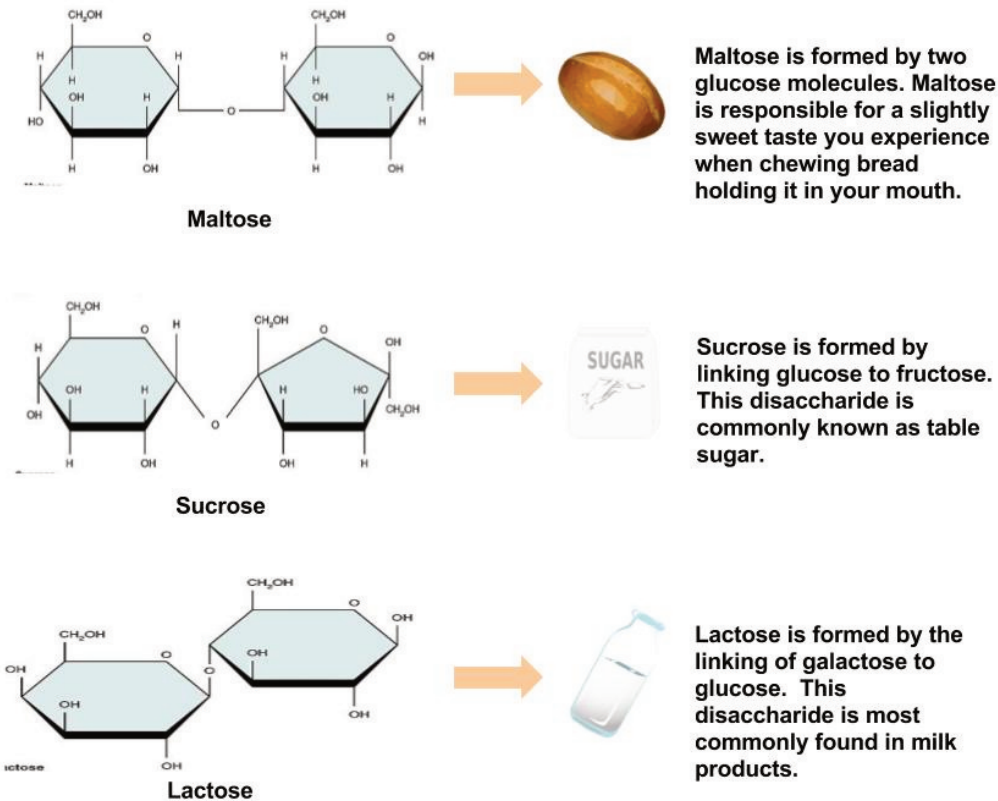 CH₂OH CH₂OH
O O
H H H H OH
H H
OH H OH H
HO O H
H OH H OH
Maltose
Maltose is formed by two
glucose molecules. Maltose
is responsible for a slightly
sweet taste you experience
when chewing bread
holding it in your mouth.
CH₂OH
O H CH₂OH O
H OH
OH H H HO
OH CH₂OH
O
H OH OH H
Sucrose
SUGAR
Sucrose is formed by
linking glucose to fructose.
This disaccharide is
commonly known as table
sugar.
CH₂OH
O
OH
CH₂OH
O OH
OH O
OH OH
OH
ictose
Lactose
Lactose is formed by the
linking of galactose to
glucose. This
disaccharide is most
commonly found in milk
products.